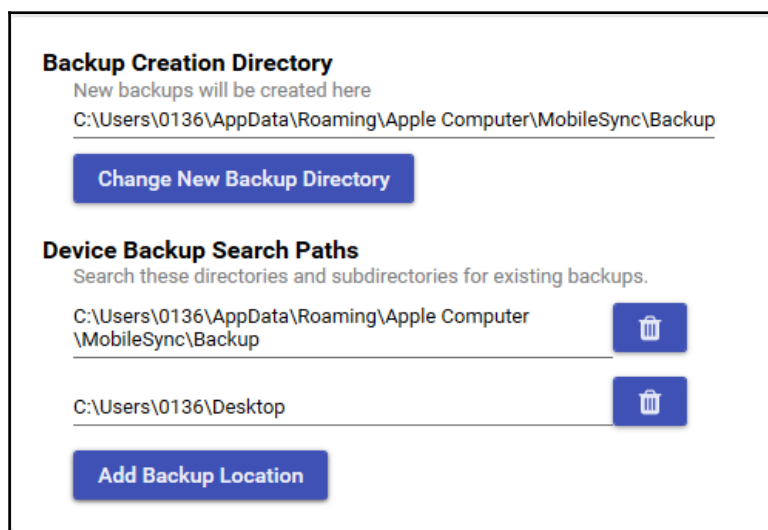 Backup Creation Directory
New backups will be created here
C:\Users\0136\AppData\Roaming\Apple Computer\MobileSync\Backup
Change New Backup Directory
Device Backup Search Paths
Search these directories and subdirectories for existing backups.
C:\Users\0136\AppData\Roaming\Apple Computer
\MobileSync\Backup
C:\Users\0136\Desktop
Add Backup Location